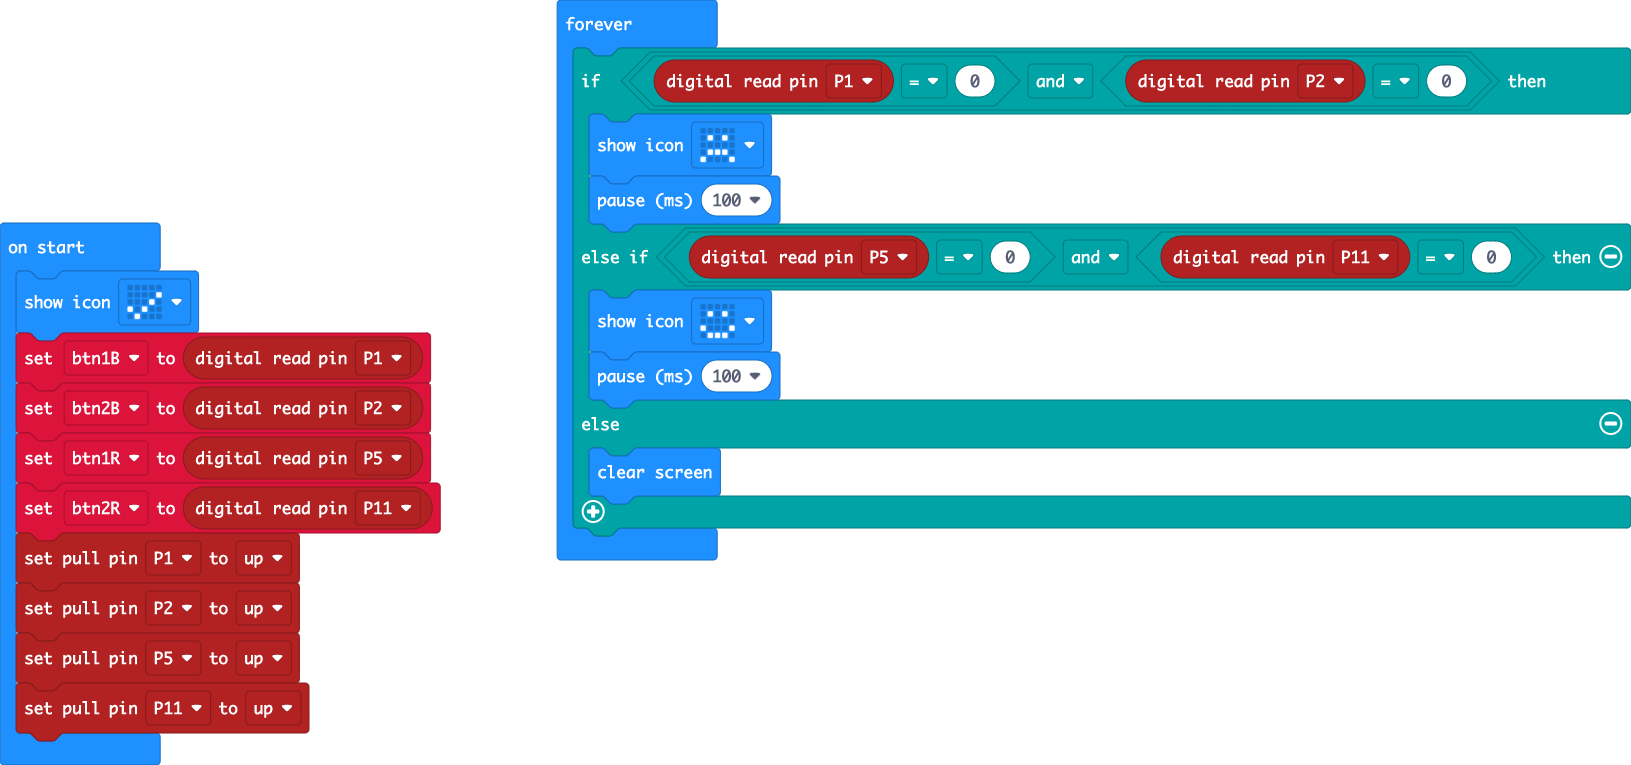 on start
show icon
set btn1B to digital read pin P1
set btn2B to digital read pin P2
set btn1R to digital read pin P5
set btn2R to digital read pin P11
set pull pin P1 to up
set pull pin P2 to up
set pull pin P5 to up
set pull pin P11 to up
forever
if digital read pin P1 = 0 and digital read pin P2 = 0 then
show icon
pause (ms) 100
else if digital read pin P5 = 0 and digital read pin P11 = 0 then
show icon
pause (ms) 100
else
clear screen